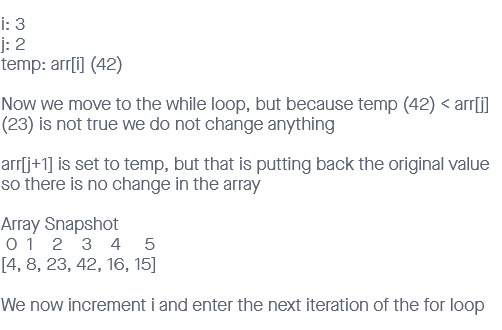 i: 3
j: 2
temp: arr[i] (42)
Now we move to the while loop, but because temp (42) < arr[j]
(23) is not true we do not change anything
arr[j+1] is set to temp, but that is putting back the original value
so there is no change in the array
Array Snapshot
0 1 2 3 4 5
[4, 8, 23, 42, 16, 15]
We now increment i and enter the next iteration of the for loop